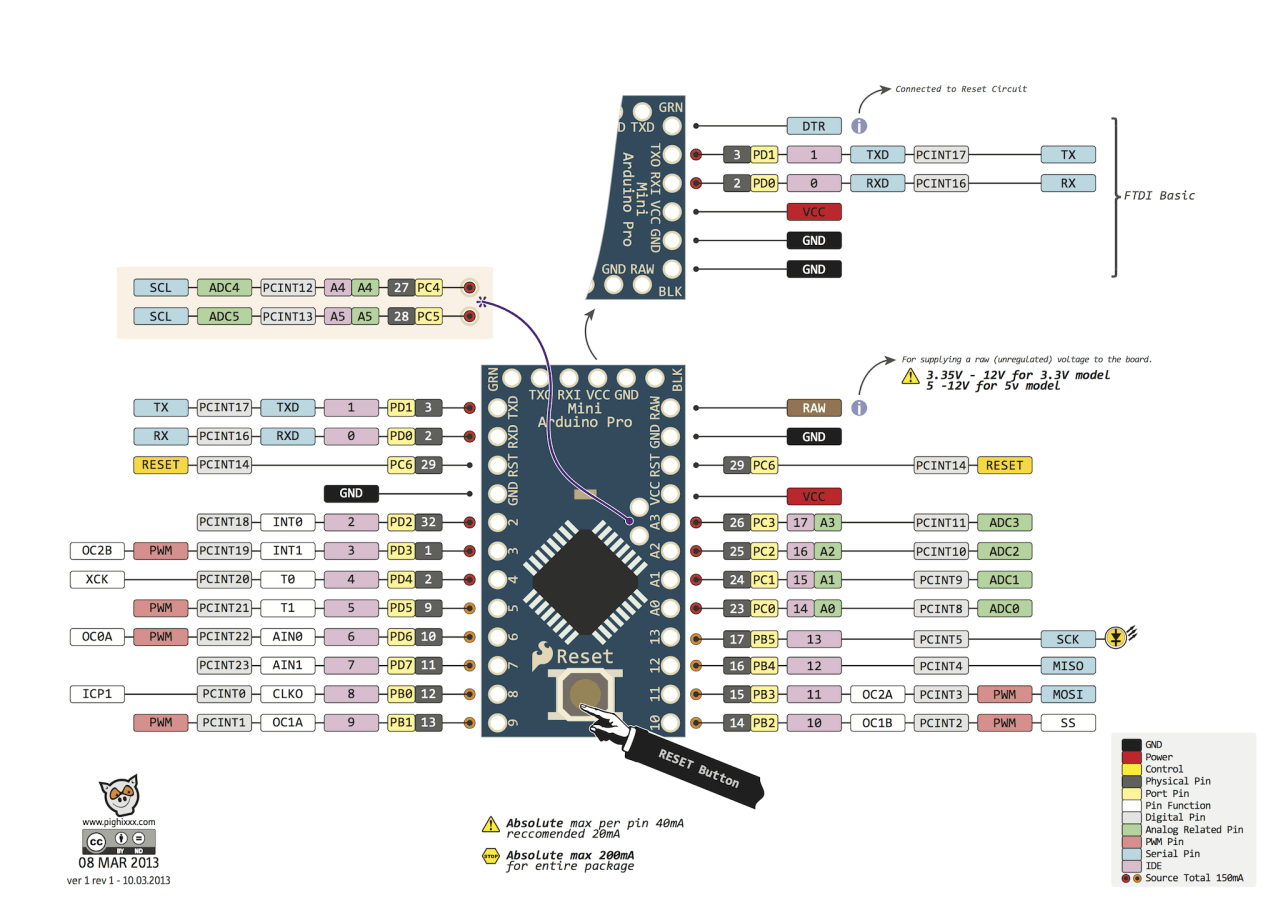 Connected to Reset Circuit
GRN
D TXD
TXO RXI VCC GND
Arduino Pro
Mini
GND RAW
BLK
DTR i
3 PD1 1 TXD PCINT17 TX
2 PD0 0 RXD PCINT16 RX
VCC
GND
GND
FTDI Basic
SCL ADC4 PCINT12 A4 A4 27 PC4
SCL ADC5 PCINT13 A5 A5 28 PC5
For supplying a raw (unregulated) voltage to the board.
3.35V - 12V for 3.3V model
5 -12V for 5v model
GRN
BLK
TXO RXI VCC GND
Mini
Arduino Pro
TXD RXD RST GND 2 3 4 5 6 7 8 9
RAW GND RST VCC A3 A2 A1 A0 13 12 11 10
Reset
RESET Button
TX PCINT17 TXD 1 PD1 3
RX PCINT16 RXD 0 PD0 2
RESET PCINT14 PC6 29
GND
PCINT18 INT0 2 PD2 32
OC2B PWM PCINT19 INT1 3 PD3 1
XCK PCINT20 T0 4 PD4 2
PWM PCINT21 T1 5 PD5 9
OC0A PWM PCINT22 AIN0 6 PD6 10
PCINT23 AIN1 7 PD7 11
ICP1 PCINT0 CLKO 8 PB0 12
PWM PCINT1 OC1A 9 PB1 13
RAW i
GND
29 PC6 PCINT14 RESET
VCC
26 PC3 17 A3 PCINT11 ADC3
25 PC2 16 A2 PCINT10 ADC2
24 PC1 15 A1 PCINT9 ADC1
23 PC0 14 A0 PCINT8 ADC0
17 PB5 13 PCINT5 SCK
16 PB4 12 PCINT4 MISO
15 PB3 11 OC2A PCINT3 PWM MOSI
14 PB2 10 OC1B PCINT2 PWM SS
GND
Power
Control
Physical Pin
Port Pin
Pin Function
Digital Pin
Analog Related Pin
PWM Pin
Serial Pin
IDE
Source Total 150mA
www.pighixxx.com
cc BY ND
08 MAR 2013
ver 1 rev 1 - 10.03.2013
Absolute max per pin 40mA
reccomended 20mA
STOP
Absolute max 200mA
for entire package